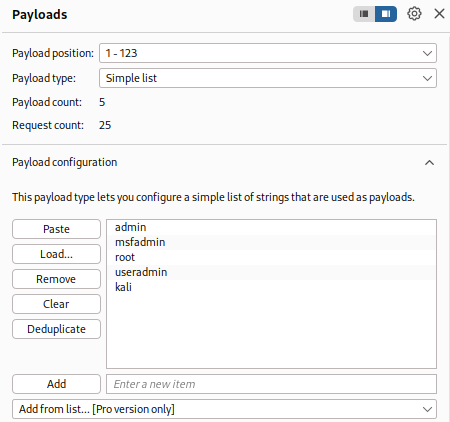 Payloads
Payload position: 1 - 123
Payload type: Simple list
Payload count: 5
Request count: 25
Payload configuration
This payload type lets you configure a simple list of strings that are used as payloads.
Paste
Load...
Remove
Clear
Deduplicate
admin
msfadmin
root
useradmin
kali
Add
Enter a new item
Add from list... [Pro version only]